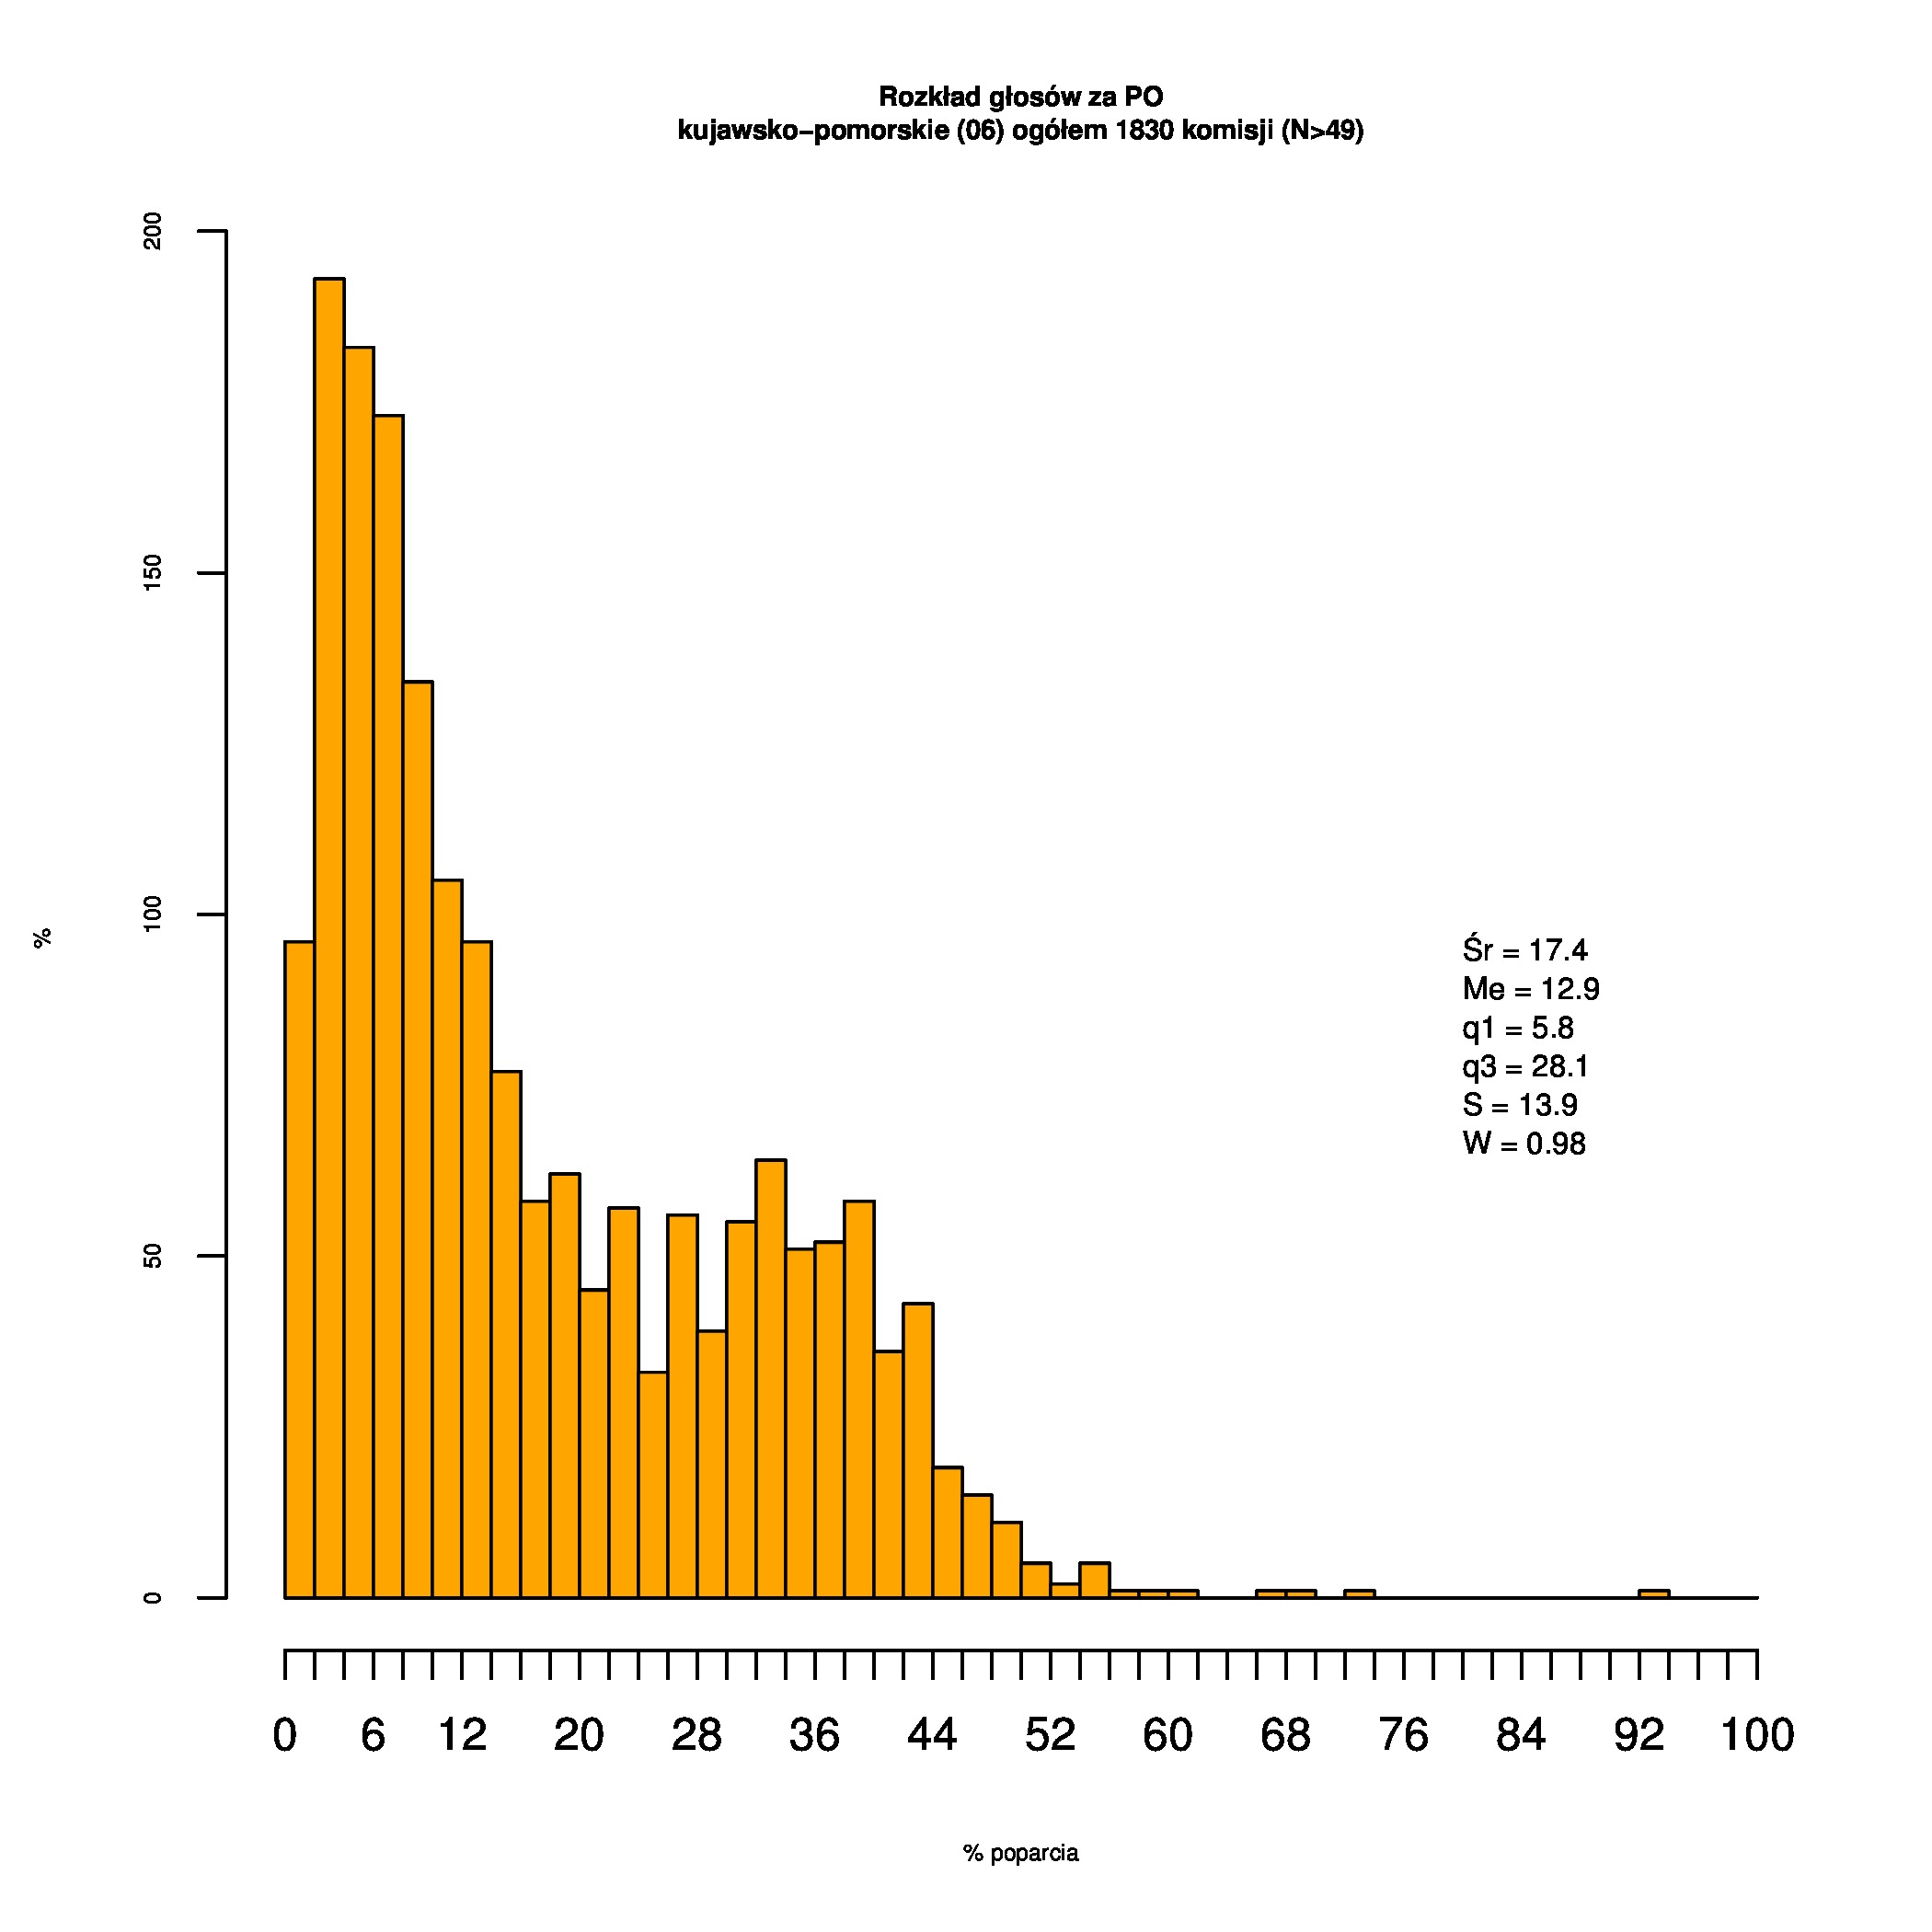 Rozkład głosów za PO
kujawsko−pomorskie (06) ogółem 1830 komisji (N>49)
200
150
100
50
0
%
Śr = 17.4
Me = 12.9
q1 = 5.8
q3 = 28.1
S = 13.9
W = 0.98
0 6 12 20 28 36 44 52 60 68 76 84 92 100
% poparcia